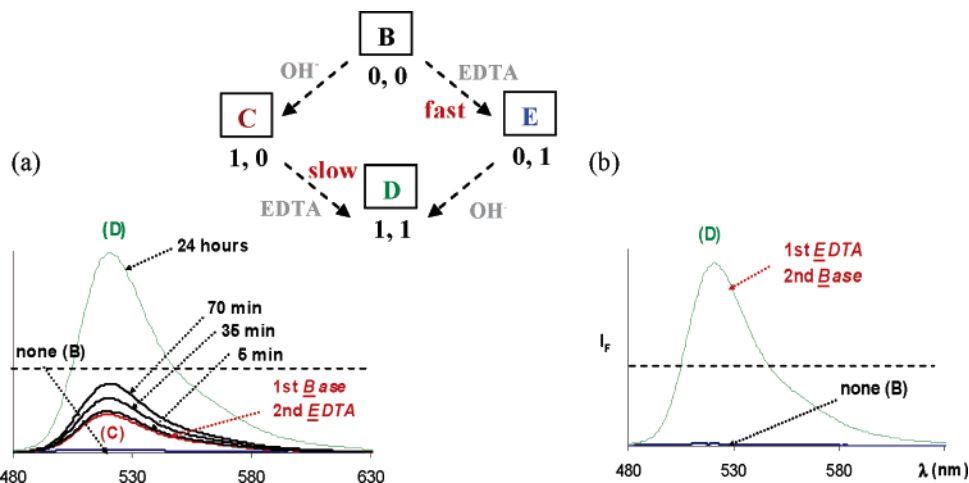 B
0, 0
OH⁻
EDTA
C
1, 0
fast
E
0, 1
slow
D
1, 1
EDTA
OH⁻
(a)
(D)
24 hours
70 min
35 min
5 min
none (B)
1st Base
2nd EDTA
(C)
480 530 580 630
(b)
(D)
1st EDTA
2nd Base
I_F
none (B)
480 530 580 λ (nm)